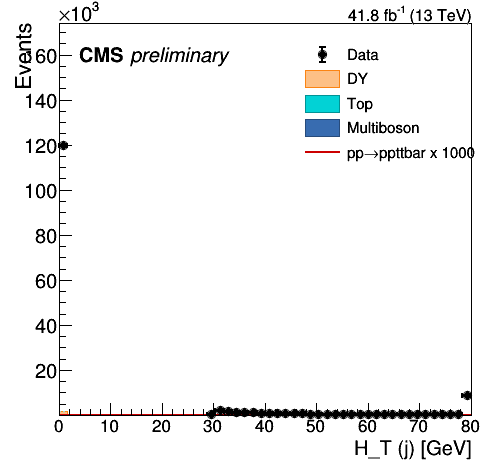 ×10³
41.8 fb⁻¹ (13 TeV)
Events
CMS preliminary
Data
DY
Top
Multiboson
pp→ppttbar x 1000
160
140
120
100
80
60
40
20
0 10 20 30 40 50 60 70 80
H_T (j) [GeV]